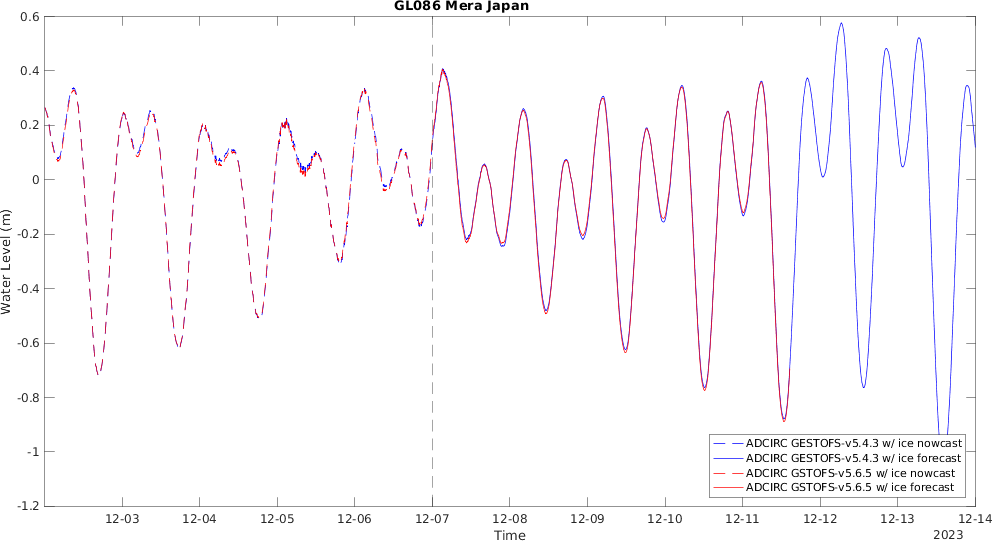 GL086 Mera Japan
0.6
0.4
0.2
0
-0.2
-0.4
-0.6
-0.8
-1
-1.2
Water Level (m)
12-03 12-04 12-05 12-06 12-07 12-08 12-09 12-10 12-11 12-12 12-13 12-14
Time
2023
ADCIRC GESTOFS-v5.4.3 w/ ice nowcast
ADCIRC GESTOFS-v5.4.3 w/ ice forecast
ADCIRC GSTOFS-v5.6.5 w/ ice nowcast
ADCIRC GSTOFS-v5.6.5 w/ ice forecast